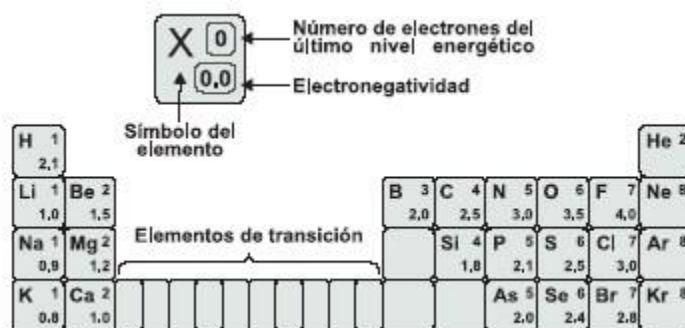 X 0
0,0
Número de electrones del
último nivel energético
Electronegatividad
Símbolo del
elemento
H 1
2,1
He 2
Li 1 Be 2 B 3 C 4 N 5 O 6 F 7 Ne 8
1,0 1,5 2,0 2,5 3,0 3,5 4,0
Na 1 Mg 2 Elementos de transición Si 4 P 5 S 6 Cl 7 Ar 8
0,9 1,2 1,8 2,1 2,5 3,0
K 1 Ca 2 As 5 Se 6 Br 7 Kr 8
0.8 1.0 2.0 2.4 2.8